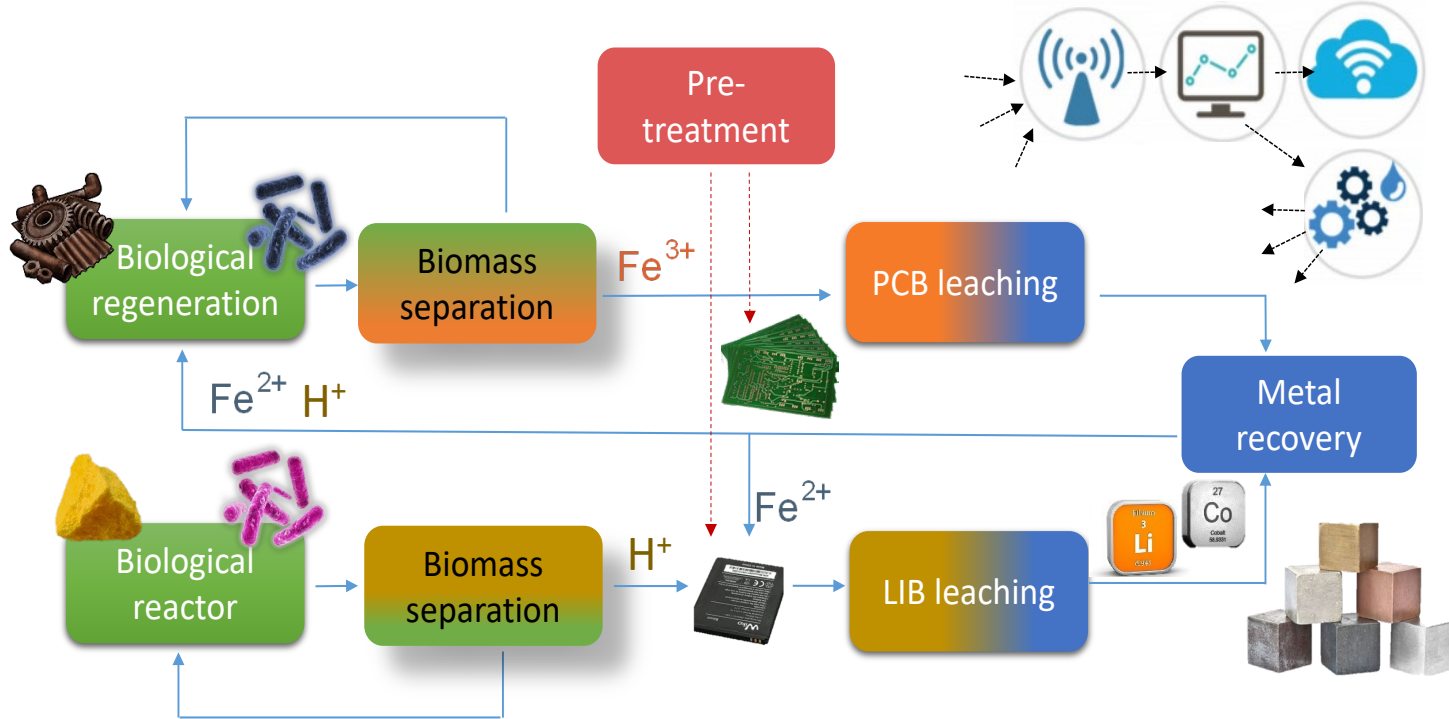 Pre-
treatment
Biological
regeneration
Biomass
separation
Fe³⁺
PCB leaching
Metal
recovery
Fe²⁺ H⁺
Biological
reactor
Biomass
separation
H⁺
Fe²⁺
LIB leaching
3
Li
27
Co
Cobalt